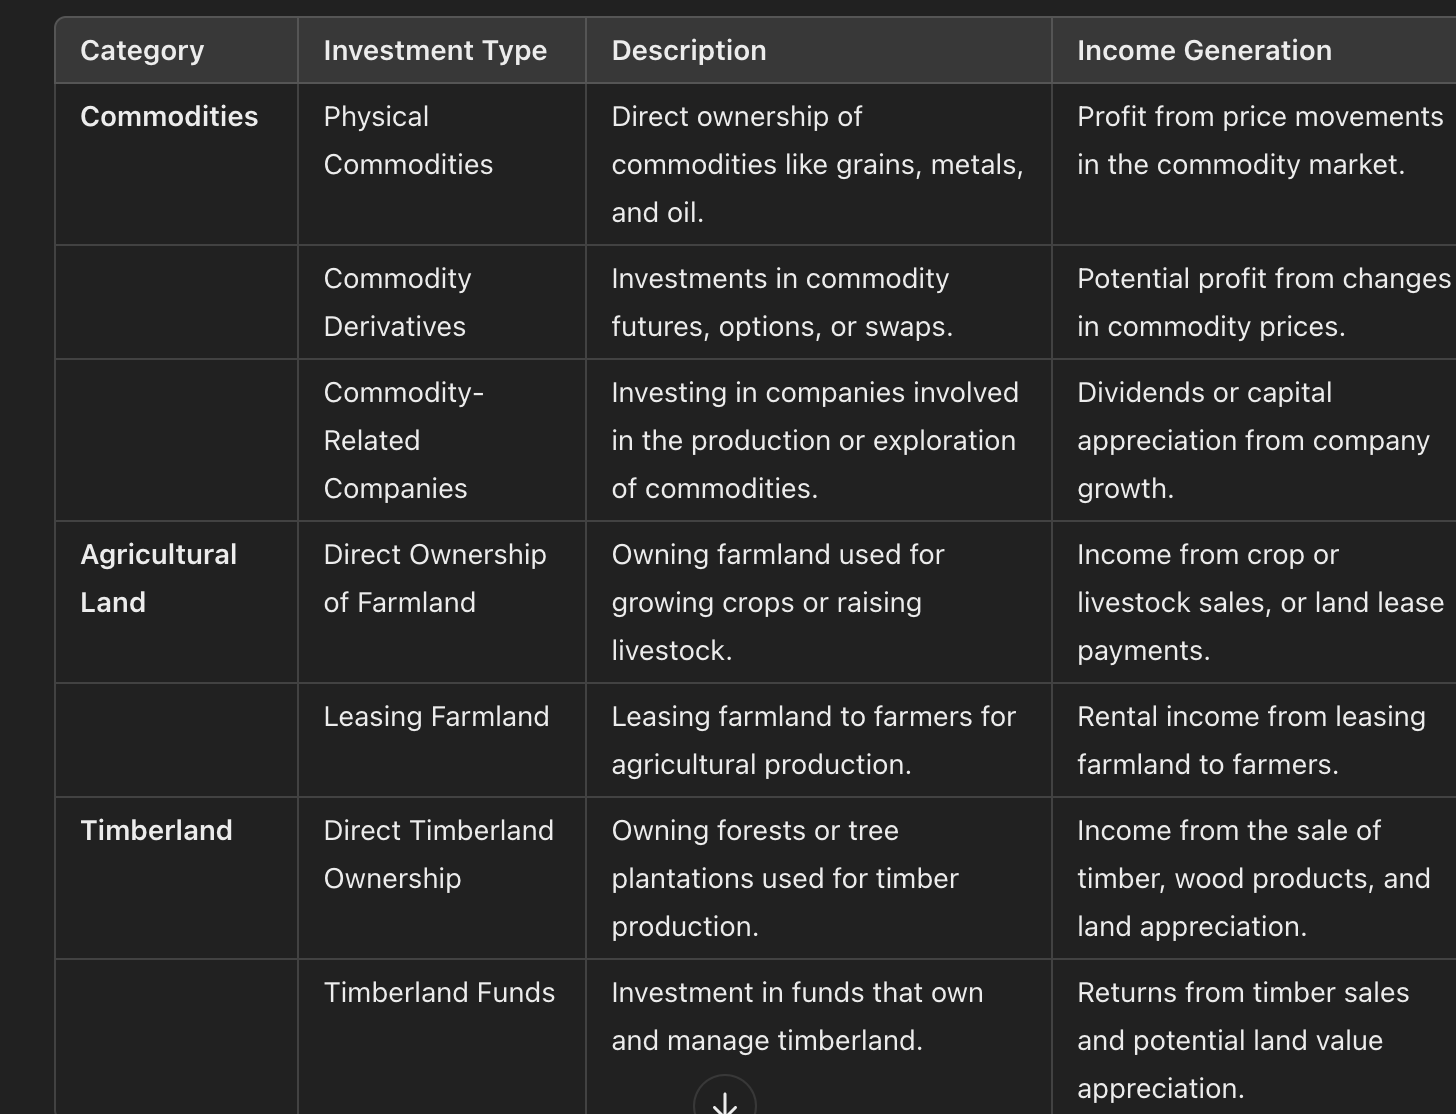 Category Investment Type Description Income Generation
Commodities Physical Direct ownership of Profit from price movements
Commodities commodities like grains, metals, in the commodity market.
and oil.
Commodity Investments in commodity Potential profit from changes
Derivatives futures, options, or swaps. in commodity prices.
Commodity- Investing in companies involved Dividends or capital
Related in the production or exploration appreciation from company
Companies of commodities. growth.
Agricultural Direct Ownership Owning farmland used for Income from crop or
Land of Farmland growing crops or raising livestock sales, or land lease
livestock. payments.
Leasing Farmland Leasing farmland to farmers for Rental income from leasing
agricultural production. farmland to farmers.
Timberland Direct Timberland Owning forests or tree Income from the sale of
Ownership plantations used for timber timber, wood products, and
production. land appreciation.
Timberland Funds Investment in funds that own Returns from timber sales
and manage timberland. and potential land value
appreciation.